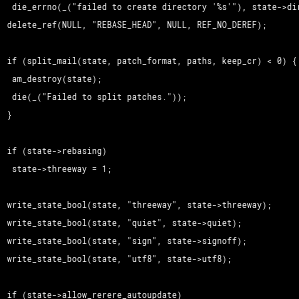 die_errno(_("failed to create directory '%s'"), state->dir
delete_ref(NULL, "REBASE_HEAD", NULL, REF_NO_DEREF);
if (split_mail(state, patch_format, paths, keep_cr) < 0) {
am_destroy(state);
die(_("Failed to split patches."));
}
if (state->rebasing)
state->threeway = 1;
write_state_bool(state, "threeway", state->threeway);
write_state_bool(state, "quiet", state->quiet);
write_state_bool(state, "sign", state->signoff);
write_state_bool(state, "utf8", state->utf8);
if (state->allow_rerere_autoupdate)